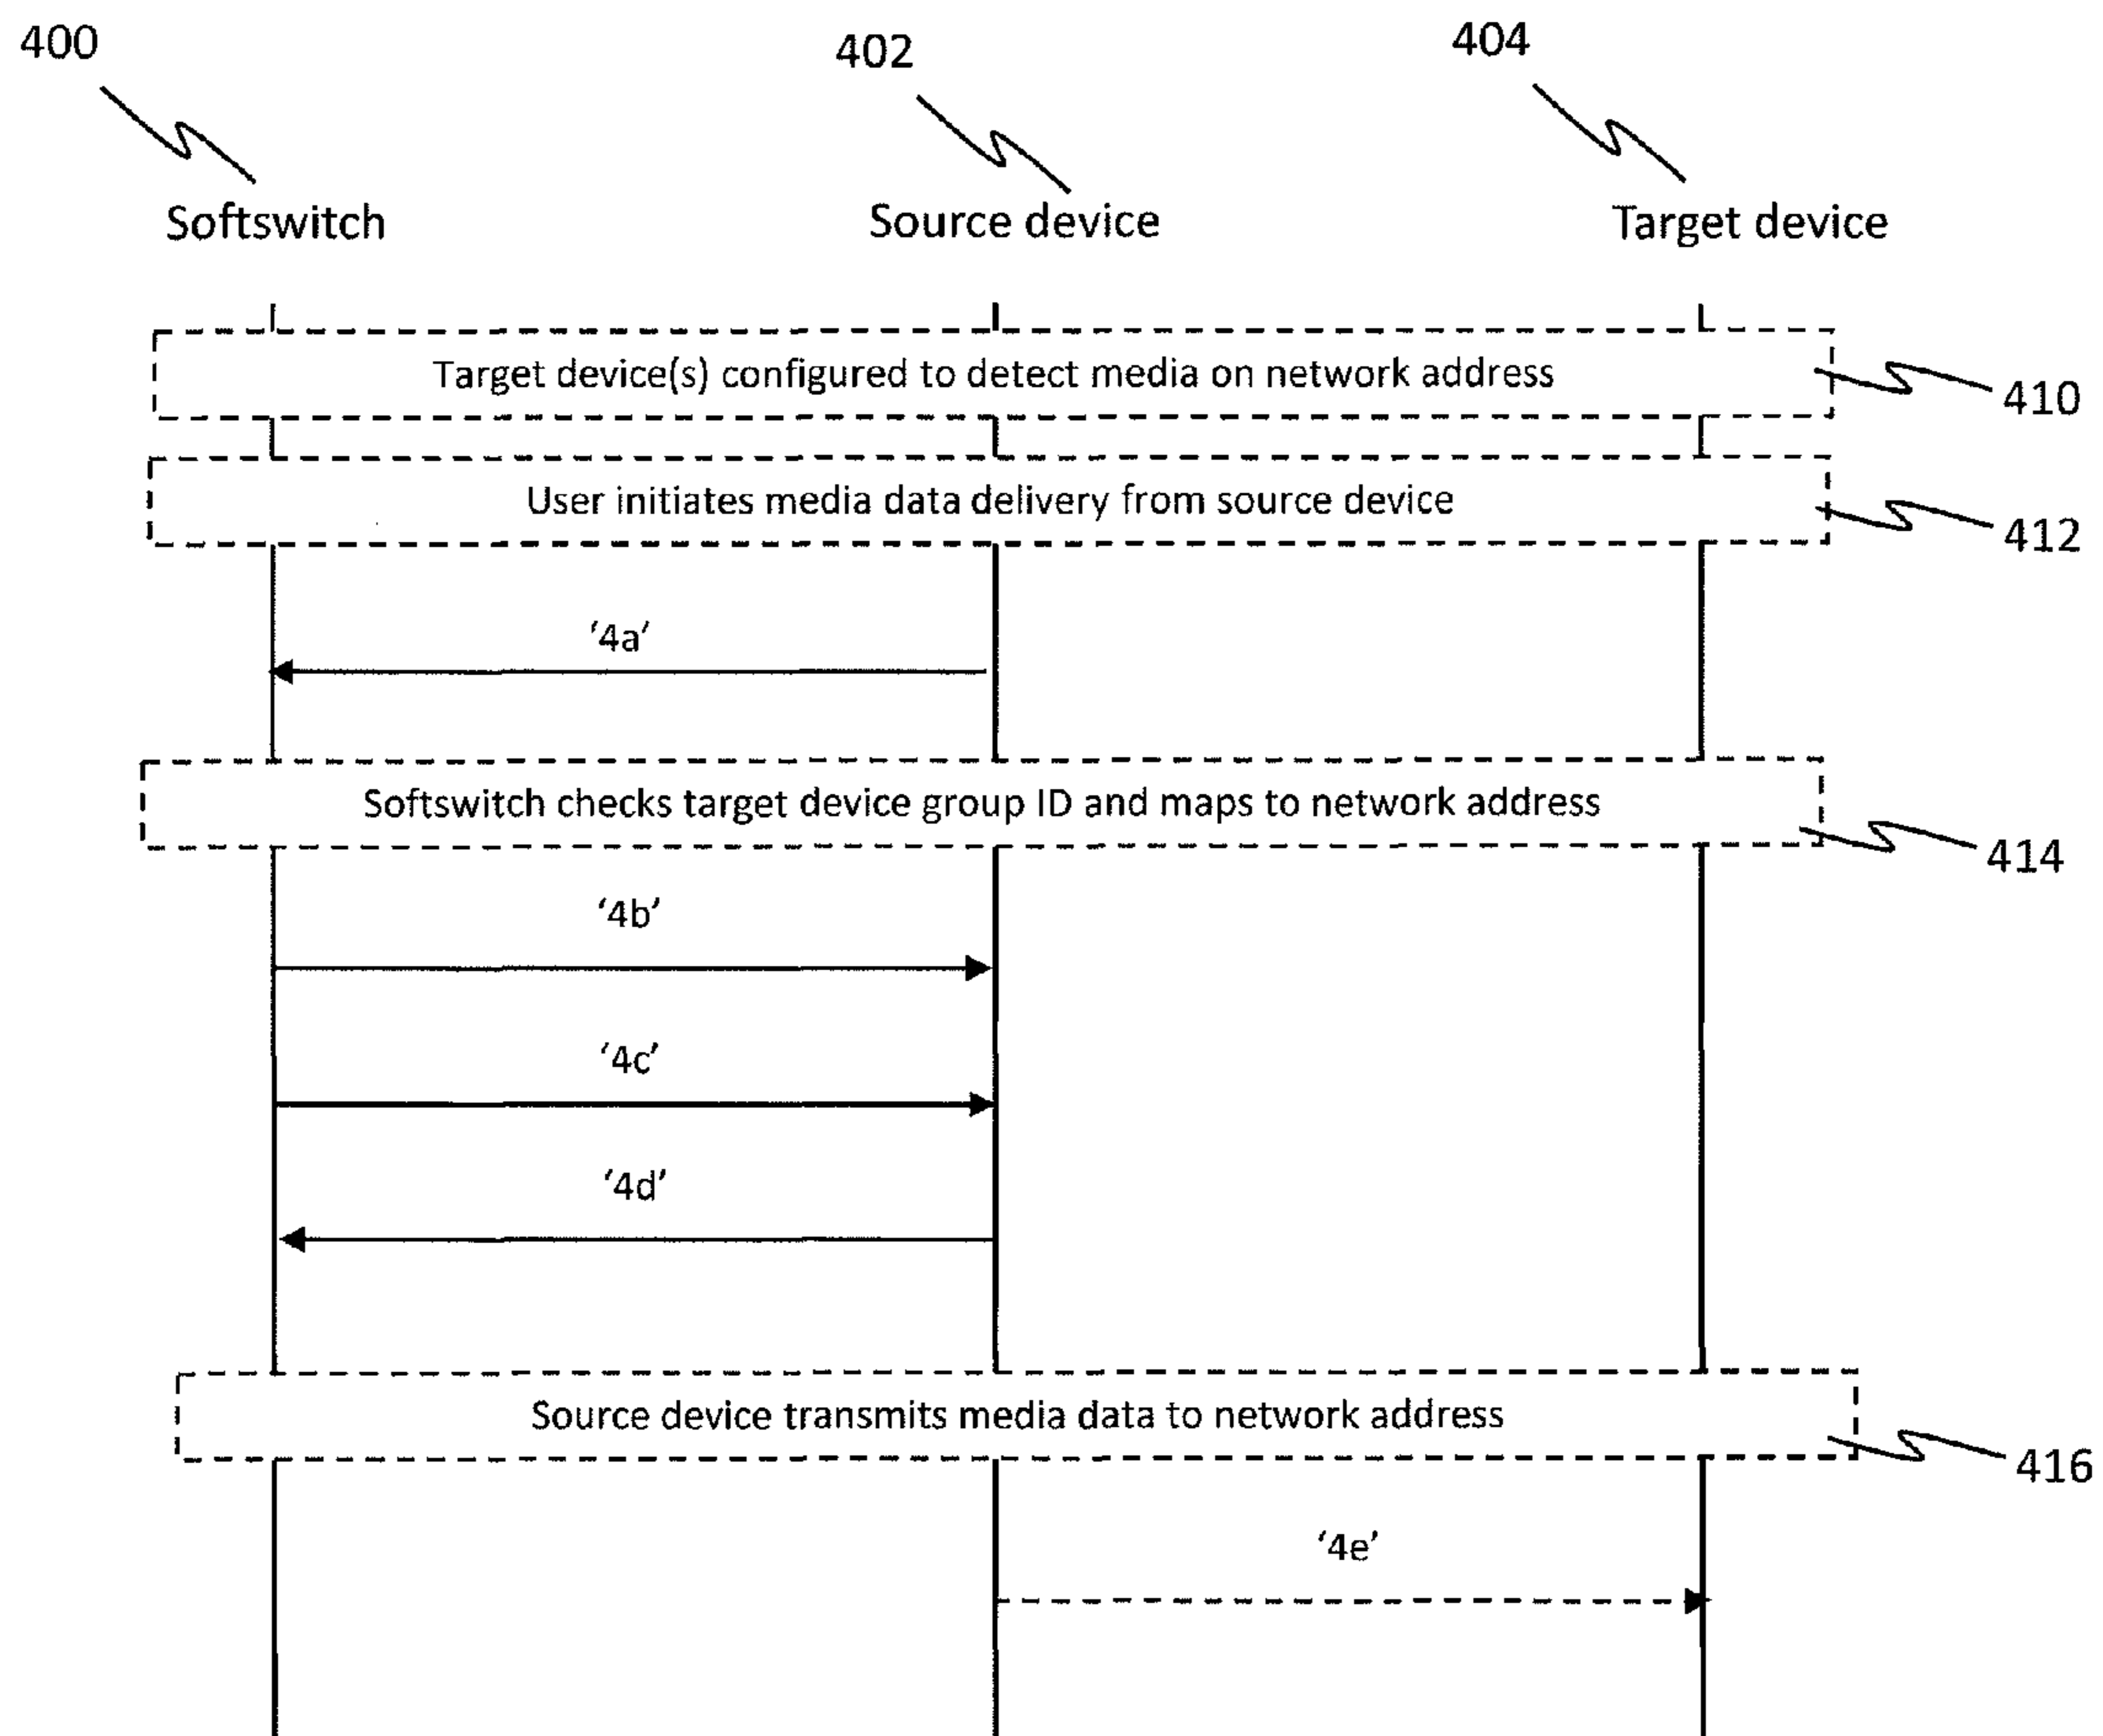 400
402
404
Softswitch
Source device
Target device
Target device(s) configured to detect media on network address
410
User initiates media data delivery from source device
412
‘4a’
Softswitch checks target device group ID and maps to network address
414
‘4b’
‘4c’
‘4d’
Source device transmits media data to network address
416
‘4e’